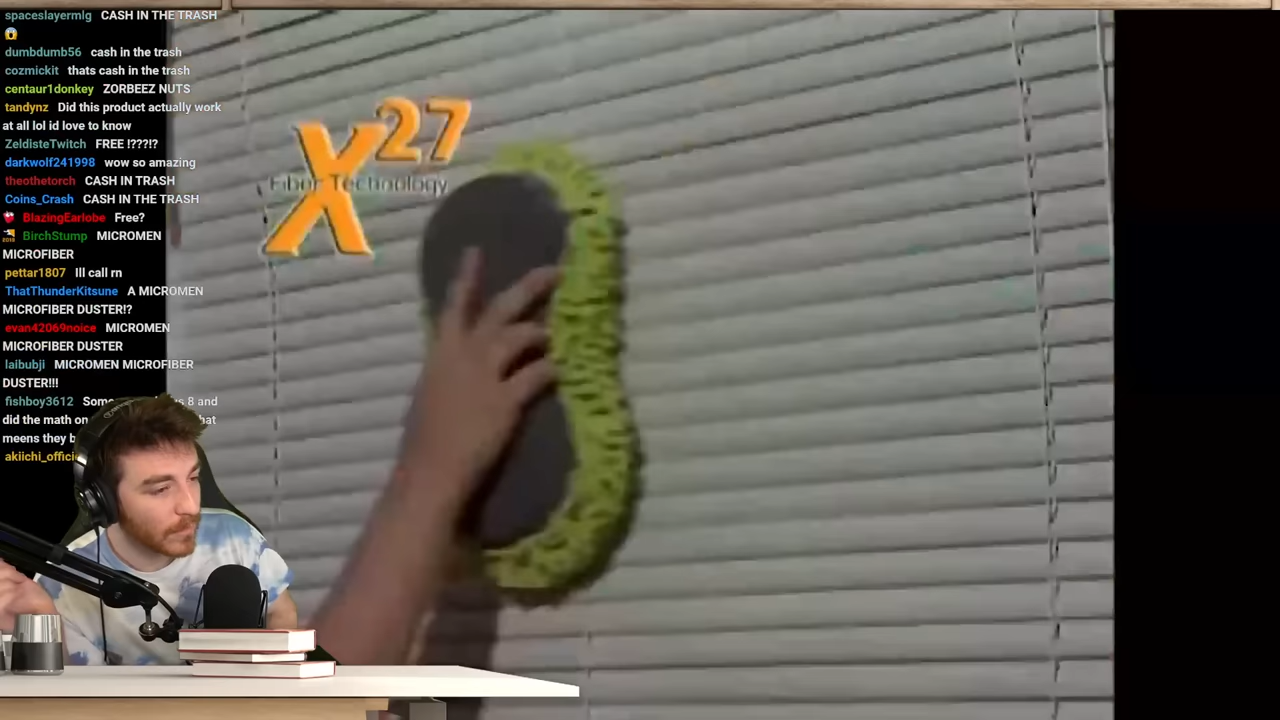 spaceslayermlg CASH IN THE TRASH
dumbdumb56 cash in the trash
cozmickit thats cash in the trash
centaur1donkey ZORBEEZ NUTS
tandynz Did this product actually work
at all lol id love to know
ZeldisteTwitch FREE !???!?
darkwolf241998 wow so amazing
theothetorch CASH IN TRASH
Coins_Crash CASH IN THE TRASH
BlazingEarlobe Free?
BirchStump MICROMEN
MICROFIBER
pettar1807 Ill call rn
ThatThunderKitsune A MICROMEN
MICROFIBER DUSTER!?
evan42069noice MICROMEN
MICROFIBER DUSTER
laibubji MICROMEN MICROFIBER
DUSTER!!!
fishboy3612 8 and
did the math on
meens they
X27
Fiber Technology